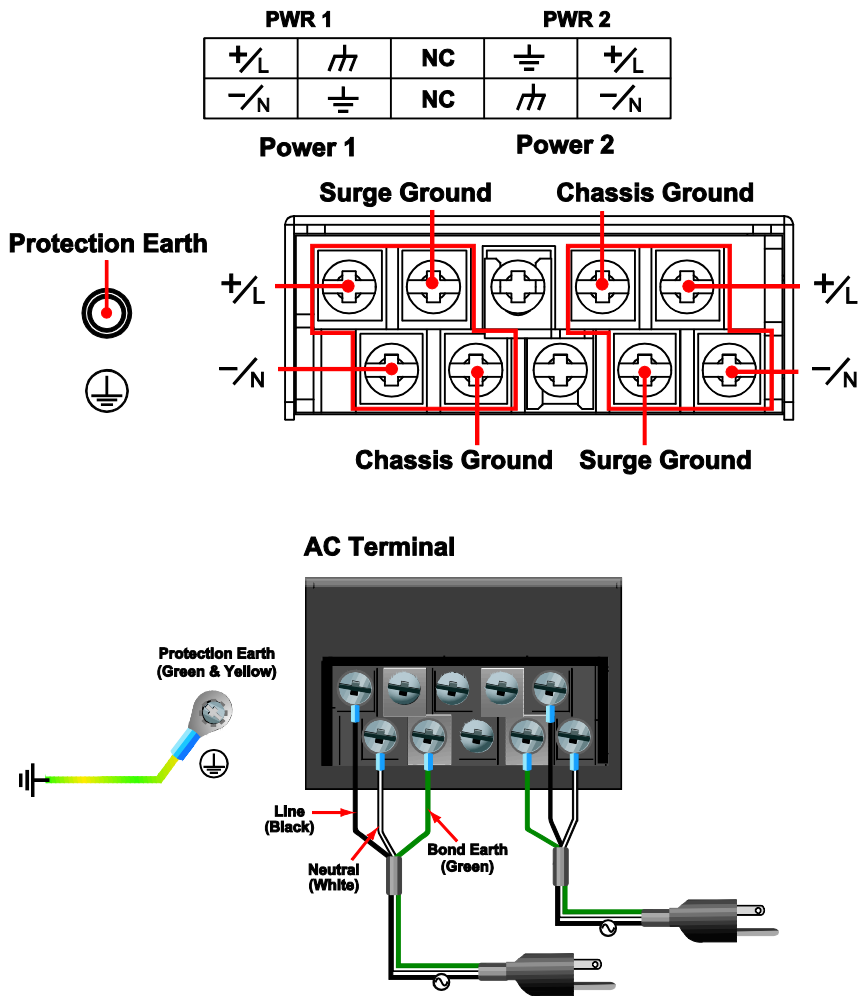 PWR 1 PWR 2
+/L NC +/L
−/N NC −/N
Power 1 Power 2
Surge Ground Chassis Ground
Protection Earth
+/L +/L
−/N −/N
Chassis Ground Surge Ground
AC Terminal
Protection Earth
(Green & Yellow)
Line
(Black)
Neutral
(White)
Bond Earth
(Green)